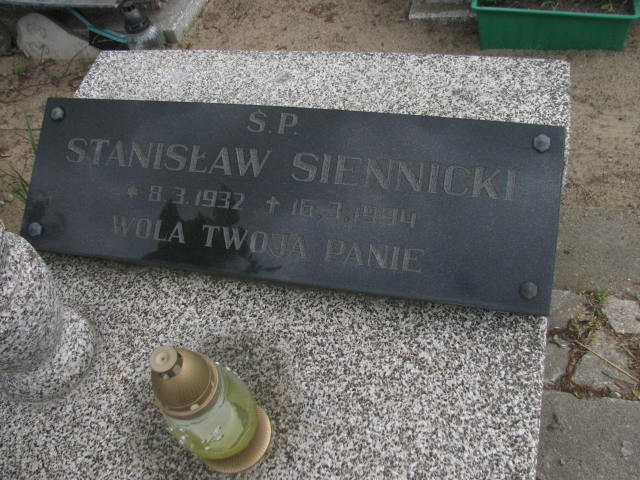 Ś.P.
STANISŁAW SIENNICKI
* 8.3.1932 ✝ 16.3.1994
WOLA TWOJA PANIE